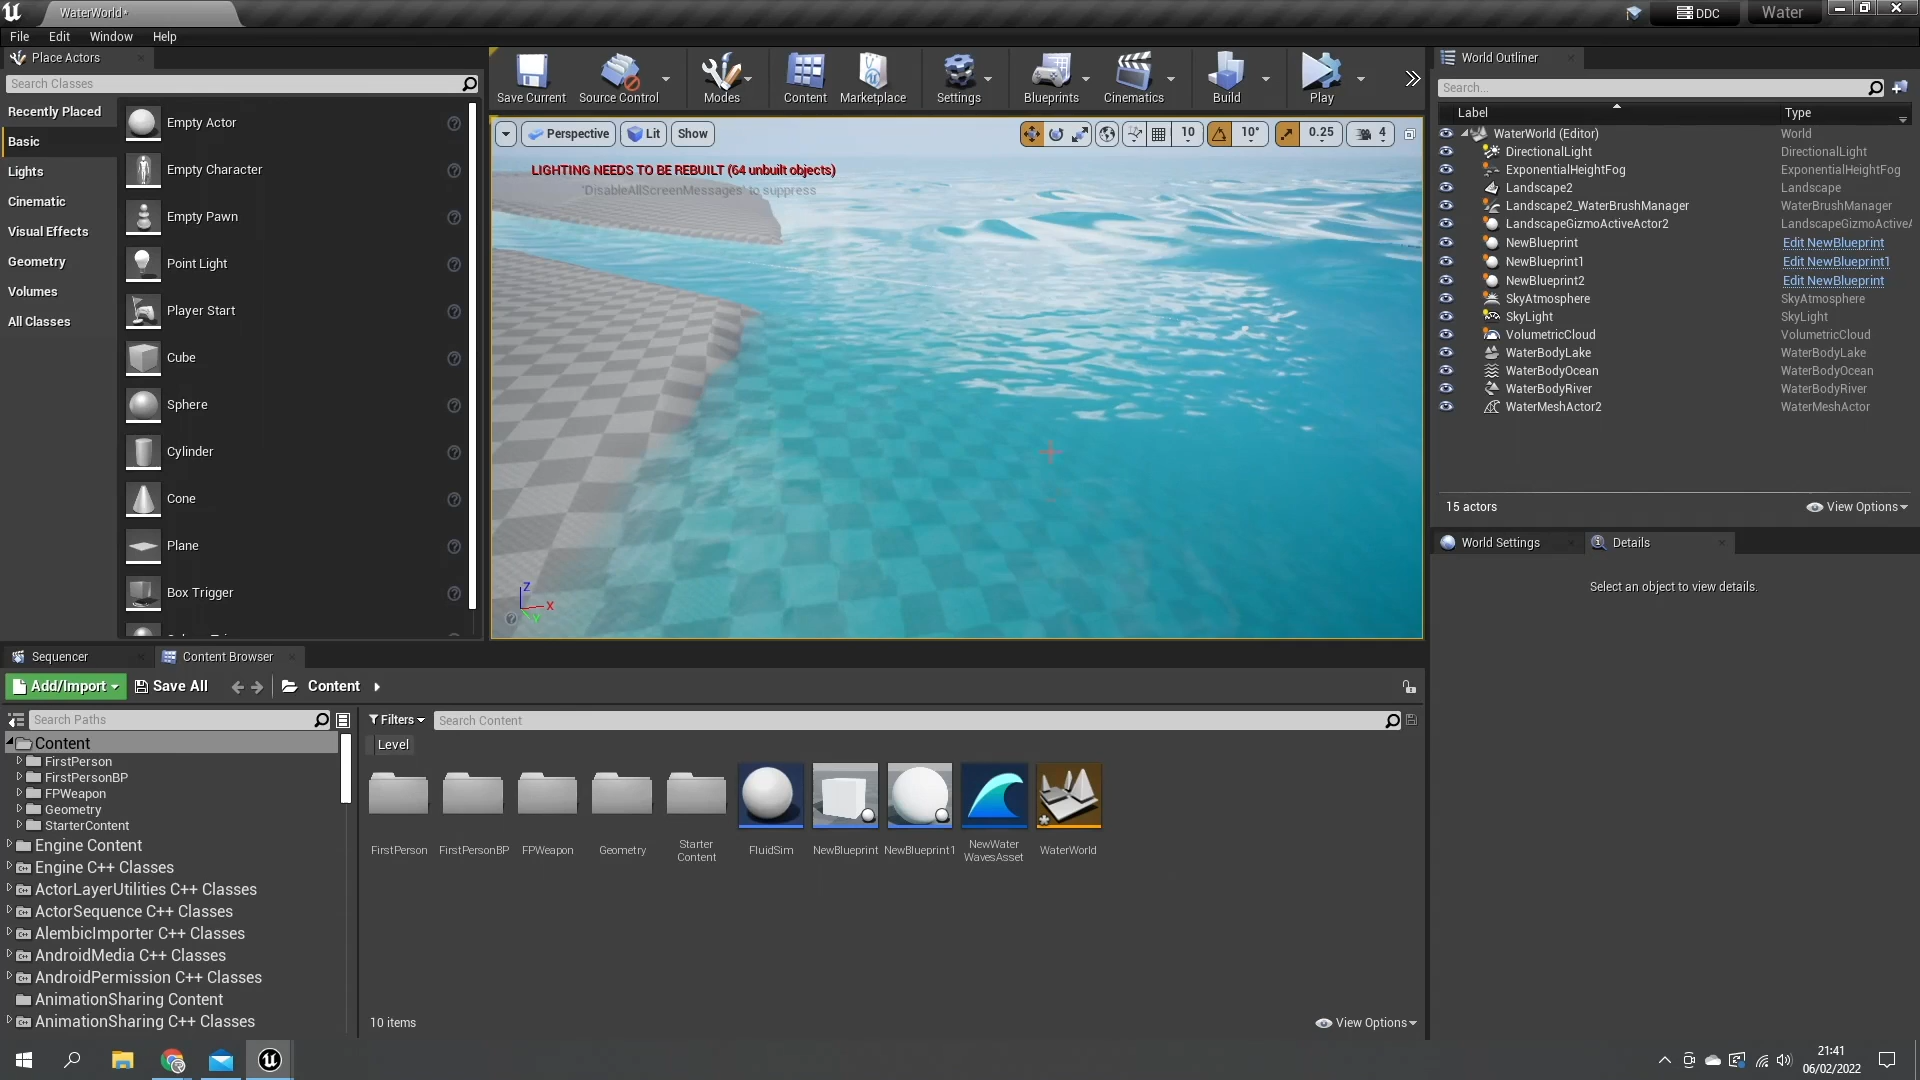 WaterWorld*
DDC
Water
File Edit Window Help
Place Actors
Search Classes
Recently Placed
Basic
Lights
Cinematic
Visual Effects
Geometry
Volumes
All Classes
Empty Actor
Empty Character
Empty Pawn
Point Light
Player Start
Cube
Sphere
Cylinder
Cone
Plane
Box Trigger
Save Current
Source Control
Modes
Content
Marketplace
Settings
Blueprints
Cinematics
Build
Play
Perspective
Lit
Show
10
10°
0.25
4
LIGHTING NEEDS TO BE REBUILT (64 unbuilt objects)
'DisableAllScreenMessages' to suppress
Z
X
Y
World Outliner
Search...
Label Type
WaterWorld (Editor) World
DirectionalLight DirectionalLight
ExponentialHeightFog ExponentialHeightFog
Landscape2 Landscape
Landscape2_WaterBrushManager WaterBrushManager
LandscapeGizmoActiveActor2 LandscapeGizmoActiveA
NewBlueprint Edit NewBlueprint
NewBlueprint1 Edit NewBlueprint1
NewBlueprint2 Edit NewBlueprint
SkyAtmosphere SkyAtmosphere
SkyLight SkyLight
VolumetricCloud VolumetricCloud
WaterBodyLake WaterBodyLake
WaterBodyOcean WaterBodyOcean
WaterBodyRiver WaterBodyRiver
WaterMeshActor2 WaterMeshActor
15 actors
View Options
World Settings
Details
Select an object to view details.
Sequencer
Content Browser
Add/Import
Save All
Content
Search Paths
Content
FirstPerson
FirstPersonBP
FPWeapon
Geometry
StarterContent
Engine Content
Engine C++ Classes
ActorLayerUtilities C++ Classes
ActorSequence C++ Classes
AlembicImporter C++ Classes
AndroidMedia C++ Classes
AndroidPermission C++ Classes
AnimationSharing Content
AnimationSharing C++ Classes
Filters
Search Content
Level
FirstPerson
FirstPersonBP
FPWeapon
Geometry
Starter
Content
FluidSim
NewBlueprint
NewBlueprint1
NewWater
WavesAsset
WaterWorld
10 items
View Options
21:41
06/02/2022